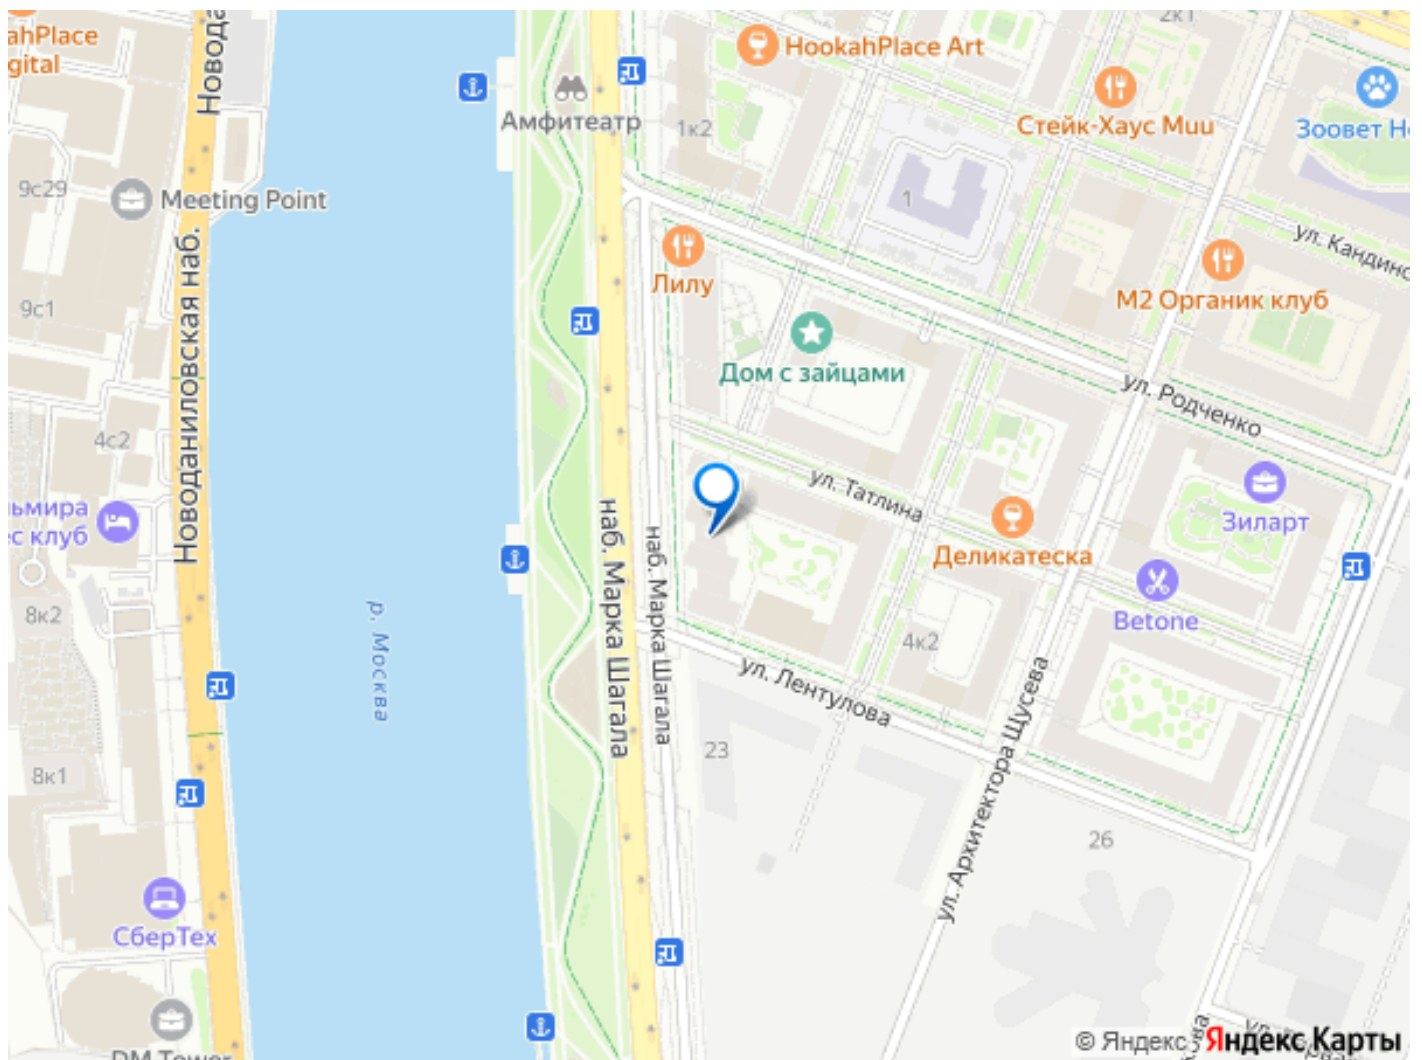 ahPlace
gital
Новода
HookahPlace Art
2к1
Стейк-Хаус Muu
Зоовет Н
Амфитеатр
1к2
9с29
Meeting Point
1
ул. Кандинс
Лилу
М2 Органик клуб
9с1
Новоданиловская наб.
Дом с зайцами
ул. Родченко
4с2
ул. Татлина
ьмира
с клуб
Зиларт
Деликатеска
наб. Марка Шагала
наб. Марка Шагала
8к2
р. Москва
Betone
4к2
ул. Лентулова
23
8к1
ул. Архитектора Щусева
26
СберТех
DM Tower
© Яндекс
Яндекс Карты